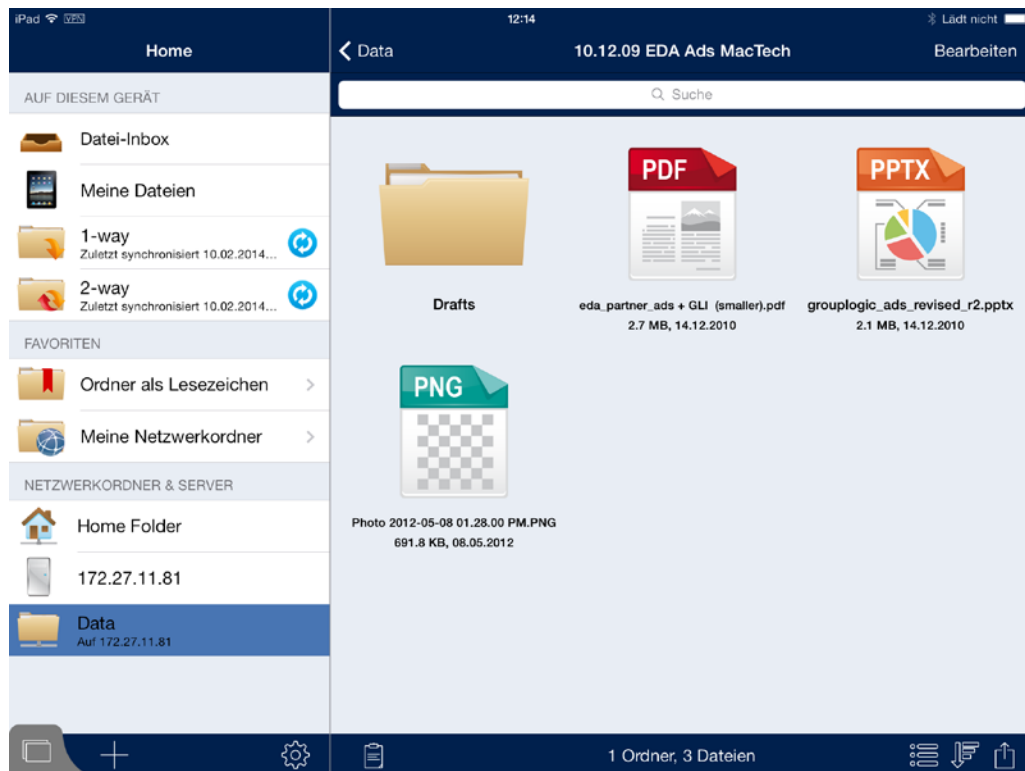 iPad VPN
12:14
Lädt nicht
Home
Data
10.12.09 EDA Ads MacTech
Bearbeiten
AUF DIESEM GERÄT
Datei-Inbox
Meine Dateien
1-way
Zuletzt synchronisiert 10.02.2014...
2-way
Zuletzt synchronisiert 10.02.2014...
FAVORITEN
Ordner als Lesezeichen
Meine Netzwerkordner
NETZWERKORDNER & SERVER
Home Folder
172.27.11.81
Data
Auf 172.27.11.81
Suche
Drafts
PDF
eda_partner_ads + GLI (smaller).pdf
2.7 MB, 14.12.2010
PPTX
grouplogic_ads_revised_r2.pptx
2.1 MB, 14.12.2010
PNG
Photo 2012-05-08 01.28.00 PM.PNG
691.8 KB, 08.05.2012
1 Ordner, 3 Dateien